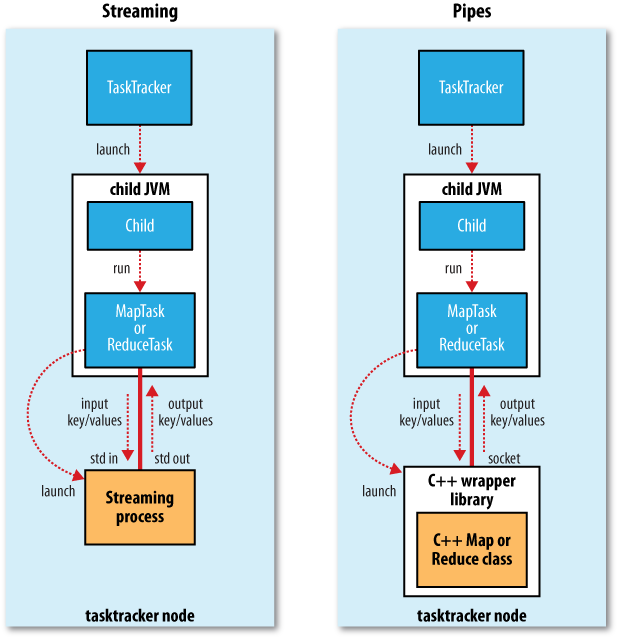 Streaming
TaskTracker
launch
child JVM
Child
run
MapTask
or
ReduceTask
input
key/values
output
key/values
std in
std out
launch
Streaming
process
tasktracker node
Pipes
TaskTracker
launch
child JVM
Child
run
MapTask
or
ReduceTask
input
key/values
output
key/values
socket
launch
C++ wrapper
library
C++ Map or
Reduce class
tasktracker node